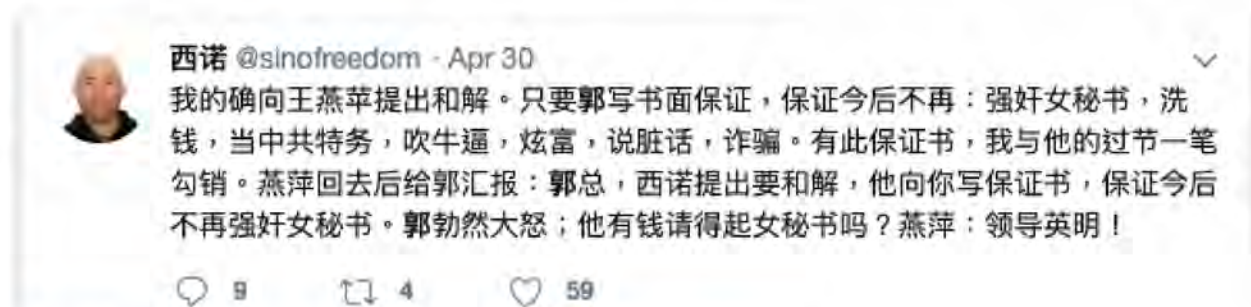 西诺 @sinofreedom · Apr 30
我的确向王燕苹提出和解。只要郭写书面保证，保证今后不再：强奸女秘书，洗
钱，当中共特务，吹牛逼，炫富，说脏话，诈骗。有此保证书，我与他的过节一笔
勾销。燕萍回去后给郭汇报：郭总，西诺提出要和解，他向你写保证书，保证今后
不再强奸女秘书。郭勃然大怒；他有钱请得起女秘书吗？燕萍：领导英明！
9 4 59